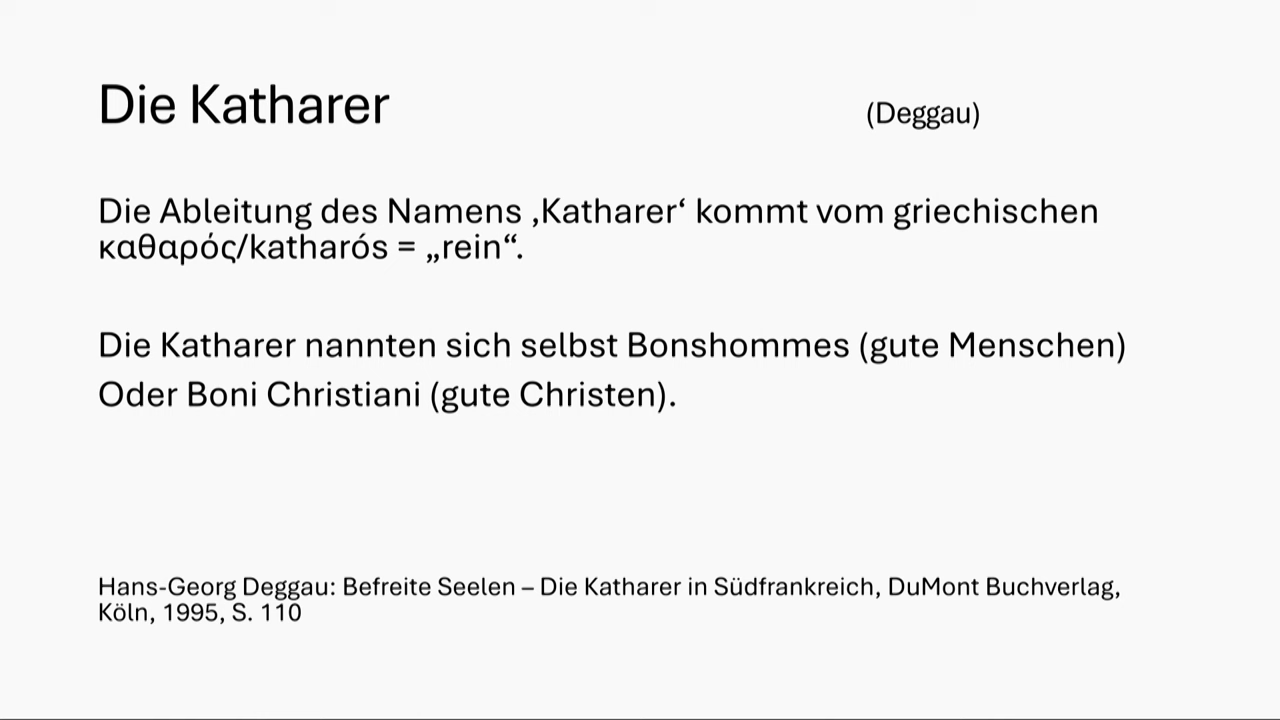 Die Katharer (Deggau)
Die Ableitung des Namens ‚Katharer‘ kommt vom griechischen
καθαρός/katharós = „rein“.
Die Katharer nannten sich selbst Bonshommes (gute Menschen)
Oder Boni Christiani (gute Christen).
Hans-Georg Deggau: Befreite Seelen – Die Katharer in Südfrankreich, DuMont Buchverlag,
Köln, 1995, S. 110